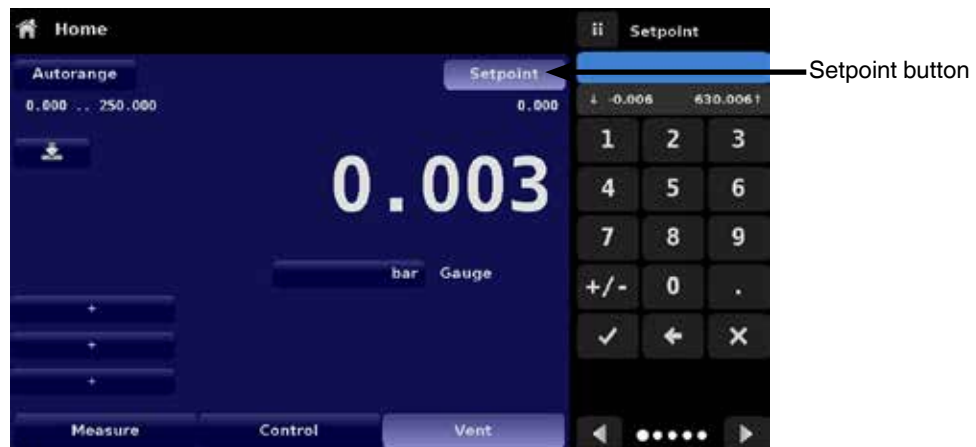 Home
ii Setpoint
Autorange Setpoint
Setpoint button
0.000 .. 250.000 0.000
↓ -0.006 630.006↑
0.003
bar Gauge
+
+
+
1 2 3
4 5 6
7 8 9
+/- 0 .
Measure Control Vent